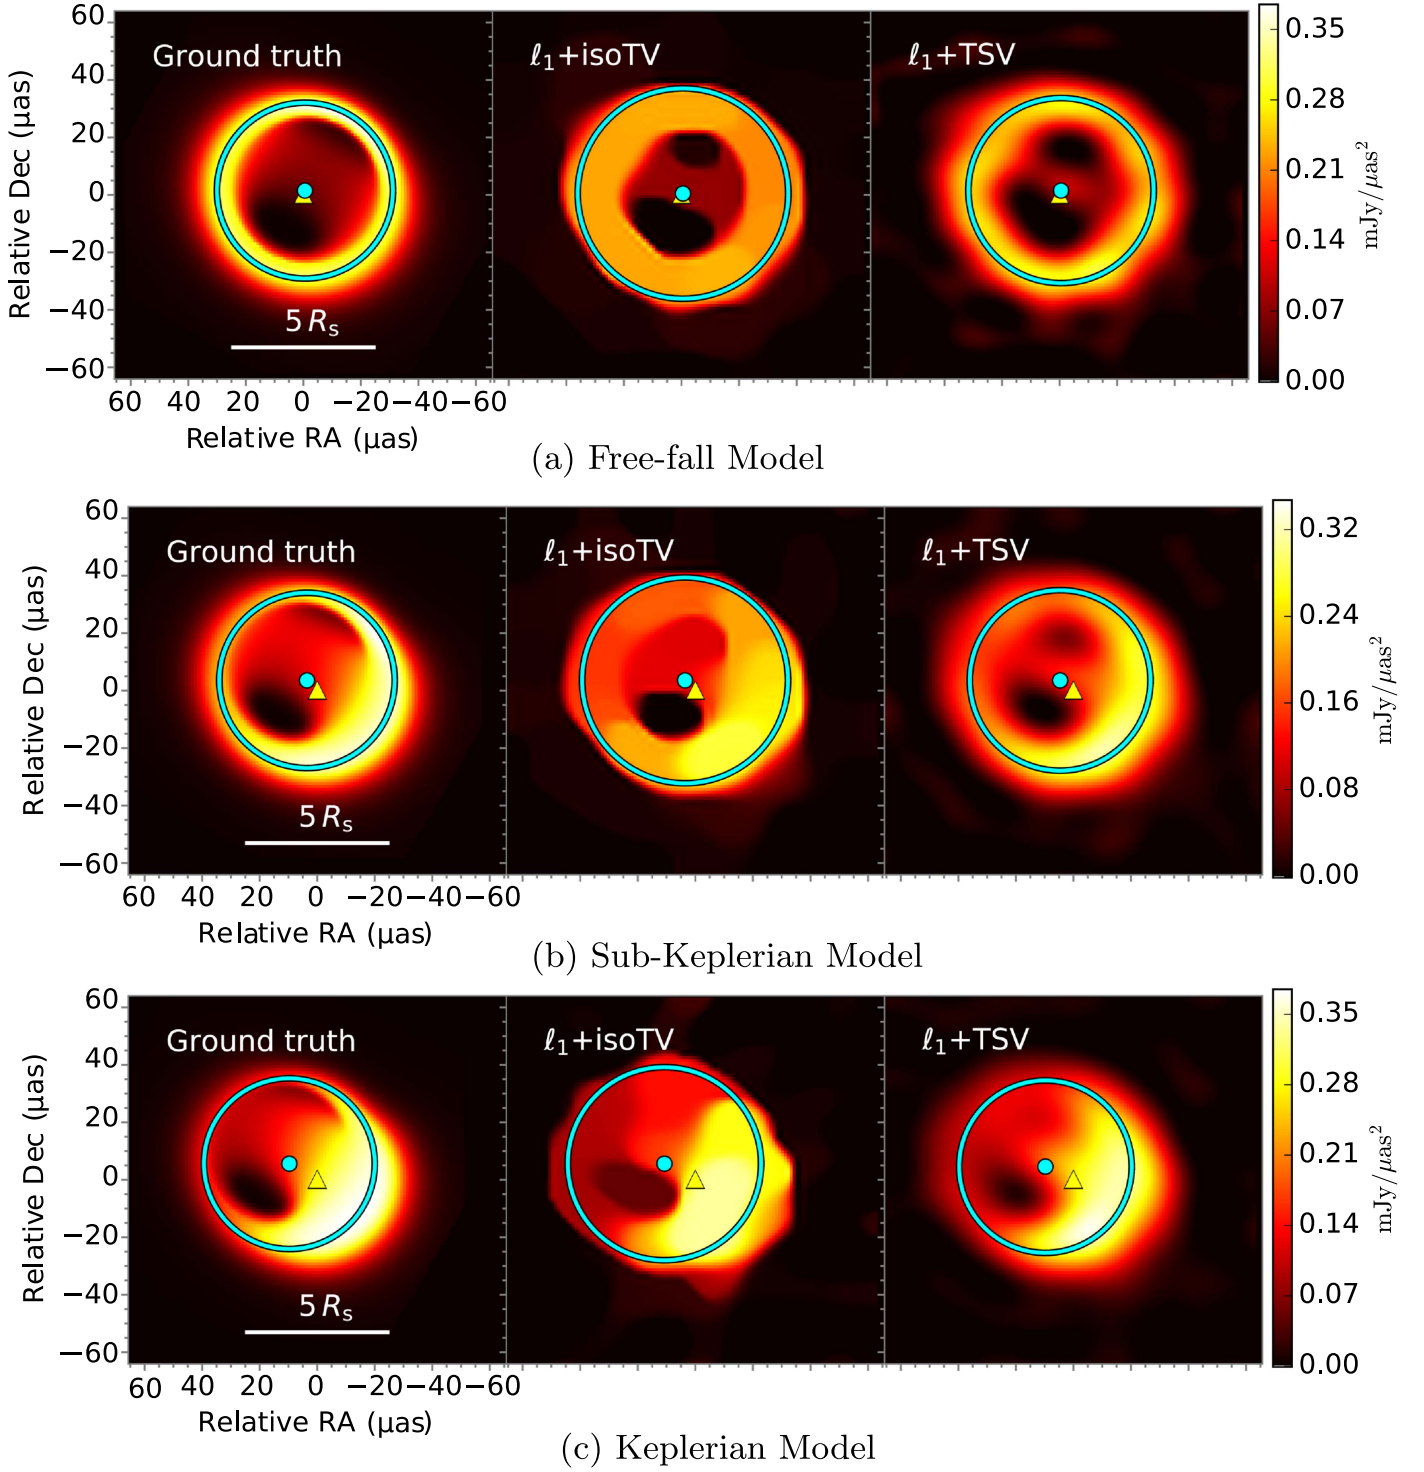 Ground truth
ℓ₁+isoTV
ℓ₁+TSV
60
40
20
0
−20
−40
−60
Relative Dec (μas)
5 Rₛ
60 40 20 0 −20 −40 −60
Relative RA (μas)
0.35
0.28
0.21
0.14
0.07
0.00
mJy/μas²
(a) Free-fall Model
Ground truth
ℓ₁+isoTV
ℓ₁+TSV
60
40
20
0
−20
−40
−60
Relative Dec (μas)
5 Rₛ
60 40 20 0 −20 −40 −60
Relative RA (μas)
0.32
0.24
0.16
0.08
0.00
mJy/μas²
(b) Sub-Keplerian Model
Ground truth
ℓ₁+isoTV
ℓ₁+TSV
60
40
20
0
−20
−40
−60
Relative Dec (μas)
5 Rₛ
60 40 20 0 −20 −40 −60
Relative RA (μas)
0.35
0.28
0.21
0.14
0.07
0.00
mJy/μas²
(c) Keplerian Model